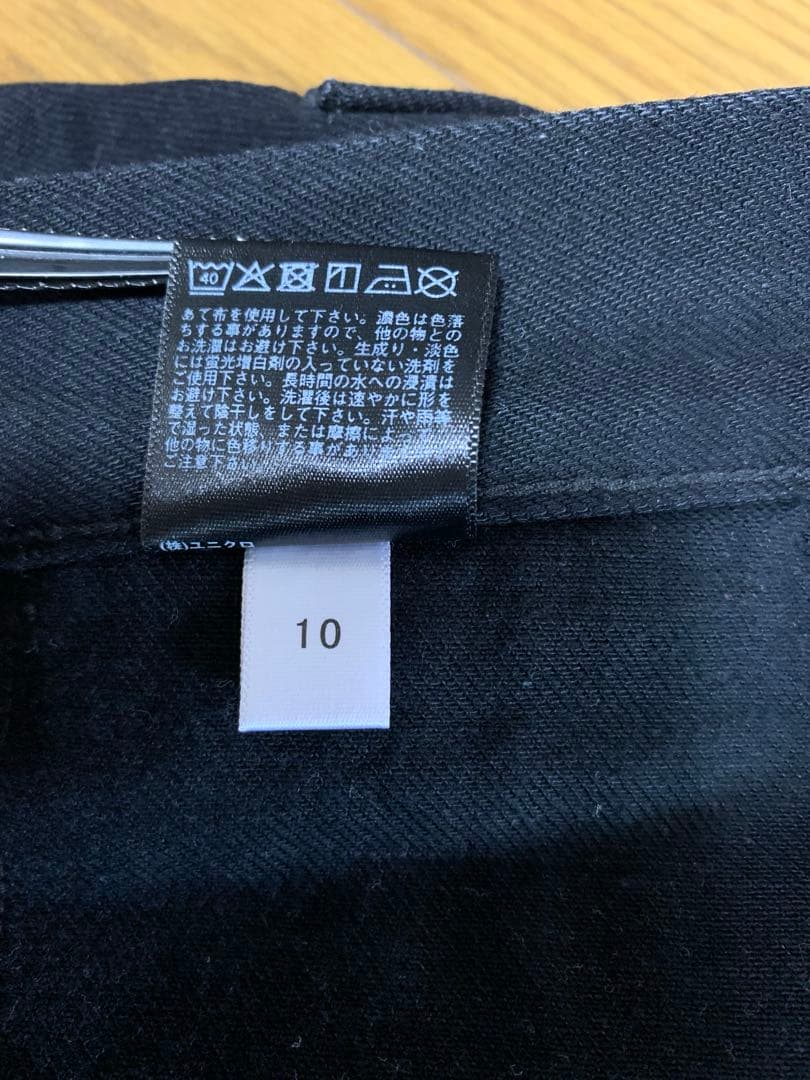 40
あて布を使用して下さい。濃色は色落
ちする事がありますので、他の物との
お洗濯はお避け下さい。生成り・淡色
には蛍光増白剤の入っていない洗剤を
ご使用下さい。長時間の水への浸漬は
お避け下さい。洗濯後は速やかに形を
整えて陰干しをして下さい。汗や雨等
で湿った状態、または摩擦によって
他の物に色移りする事があ
ご注意下さい
(株)ユニクロ
10